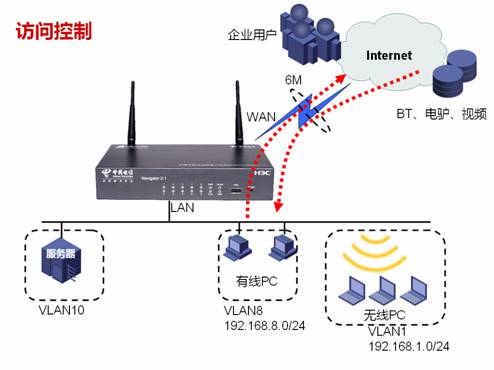 访问控制
企业用户
Internet
6M
WAN
BT、电驴、视频
中国电信
Navigator 2-1
H3C
LAN
服务器
有线PC
无线PC
VLAN10
VLAN8
192.168.8.0/24
VLAN1
192.168.1.0/24